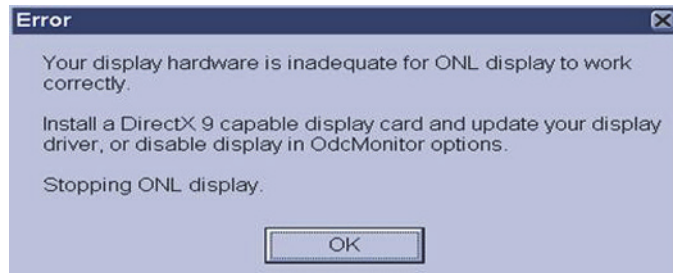 Error
Your display hardware is inadequate for ONL display to work
correctly.
Install a DirectX 9 capable display card and update your display
driver, or disable display in OdcMonitor options.
Stopping ONL display.
OK